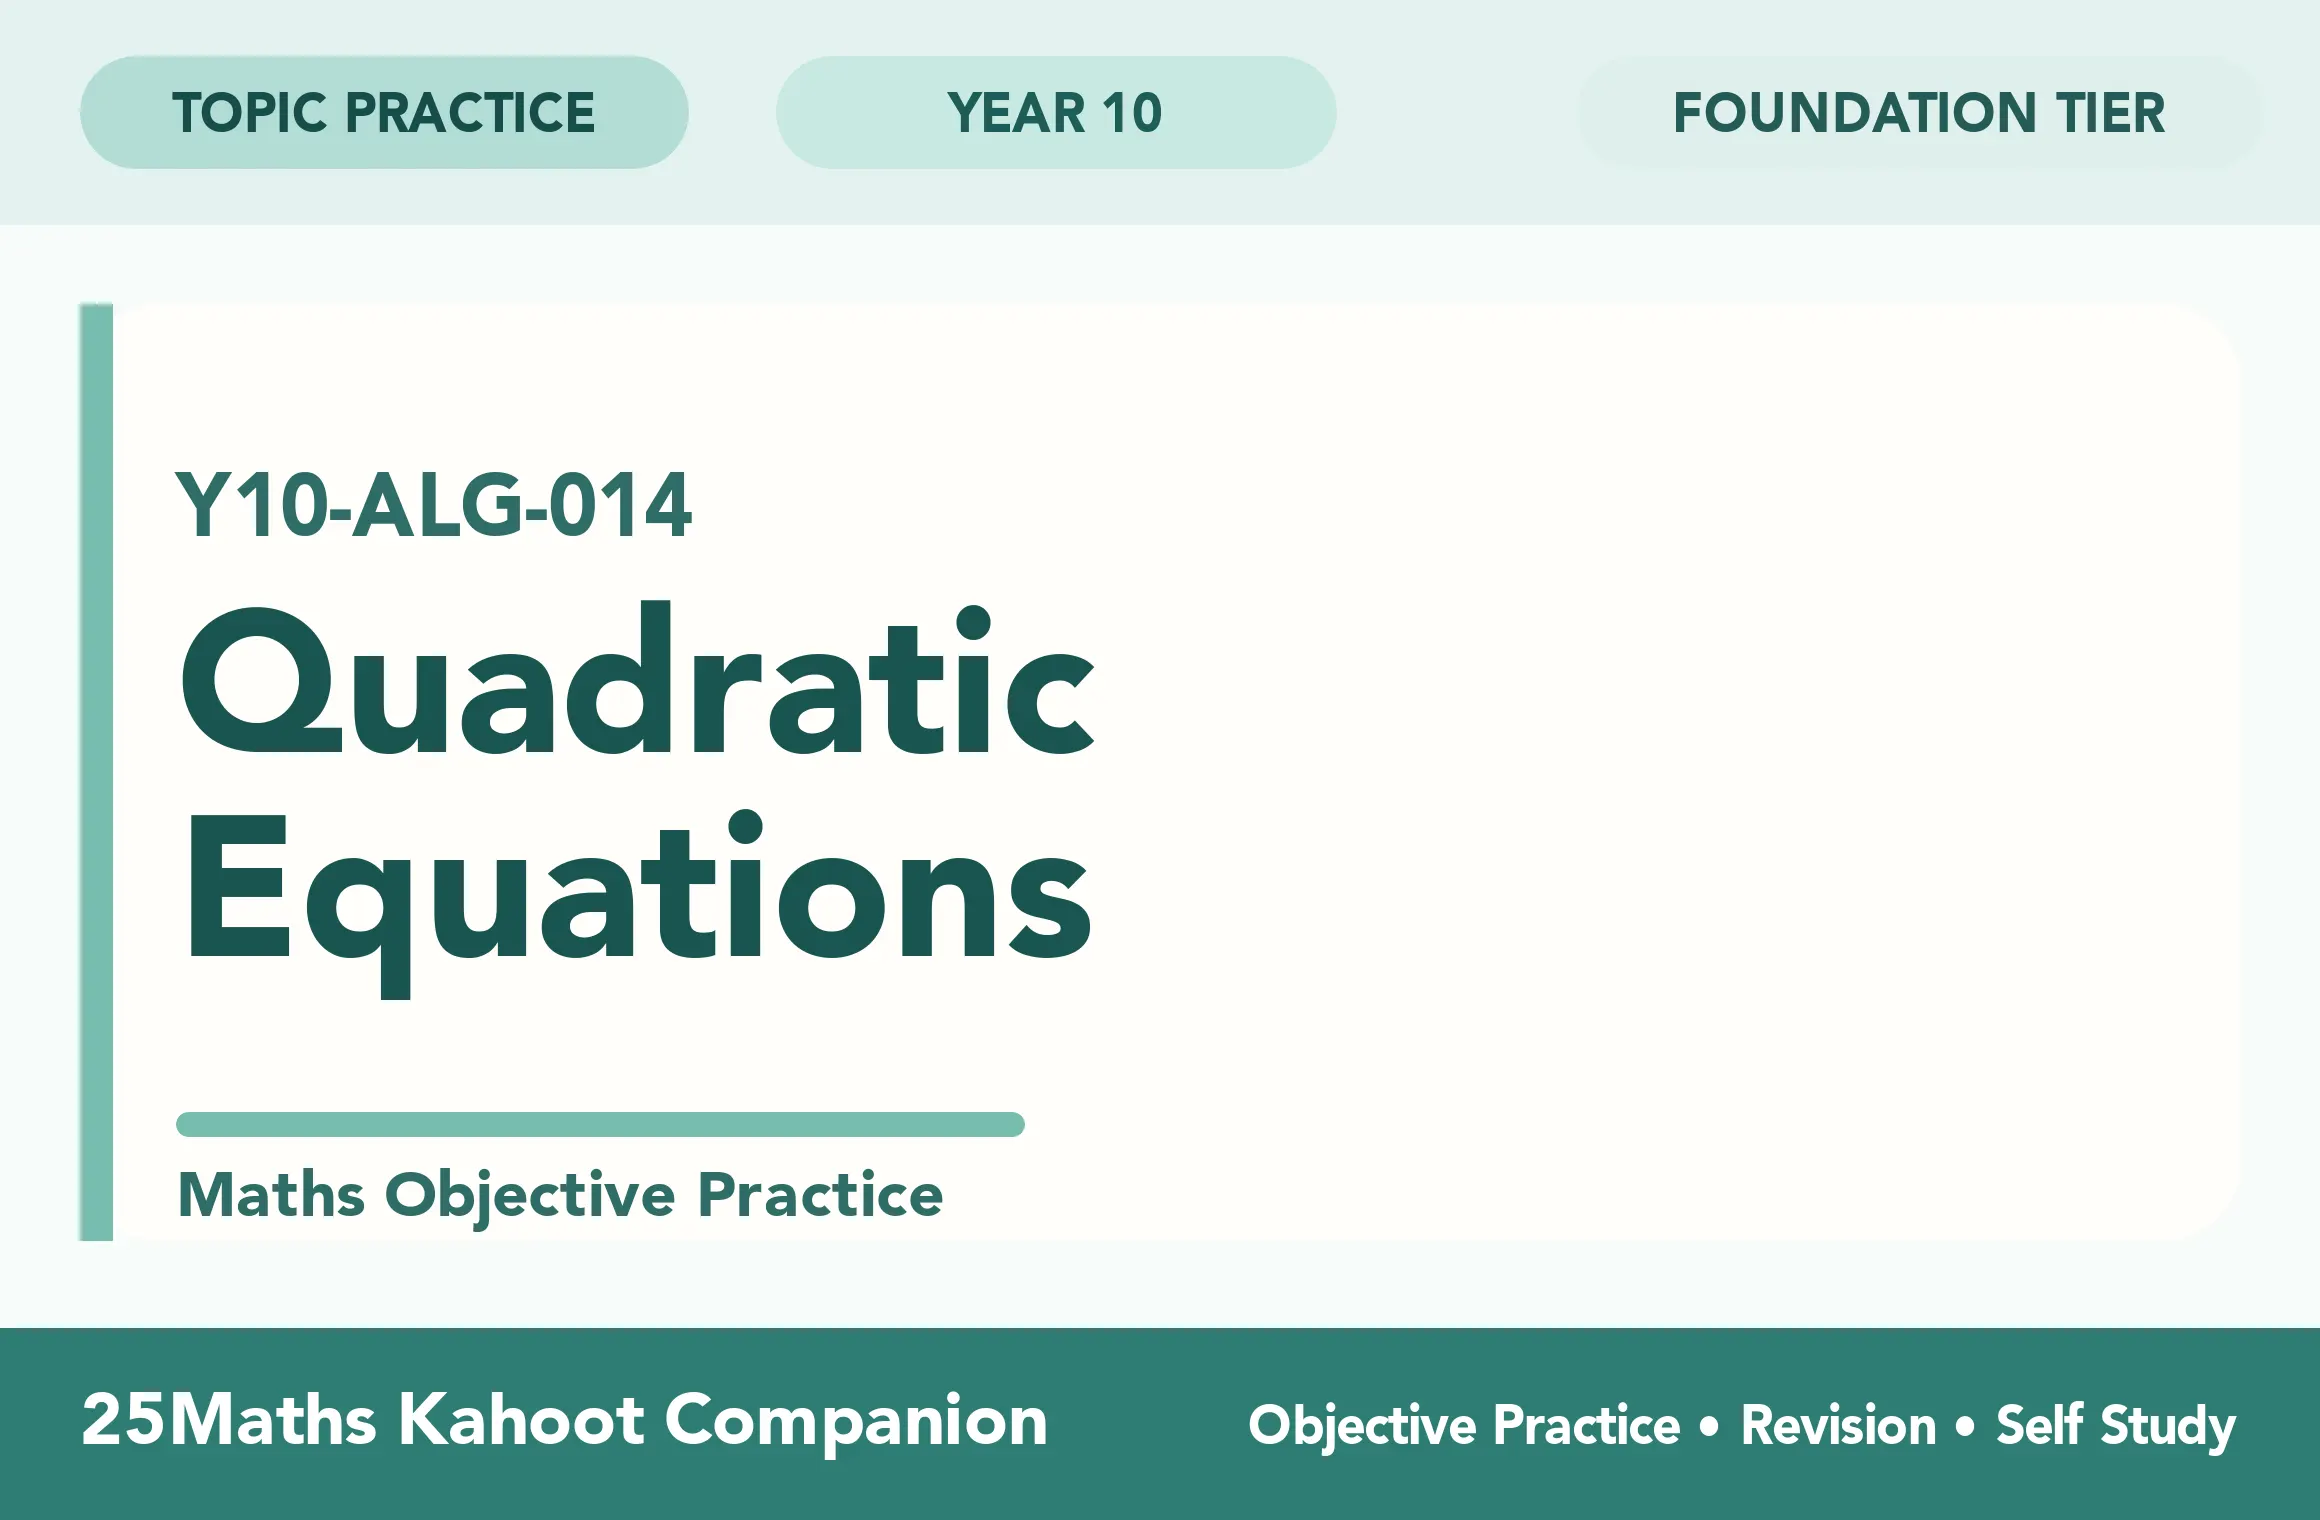 TOPIC PRACTICE
YEAR 10
FOUNDATION TIER
Y10-ALG-014
Quadratic
Equations
Maths Objective Practice
25Maths Kahoot Companion
Objective Practice • Revision • Self Study